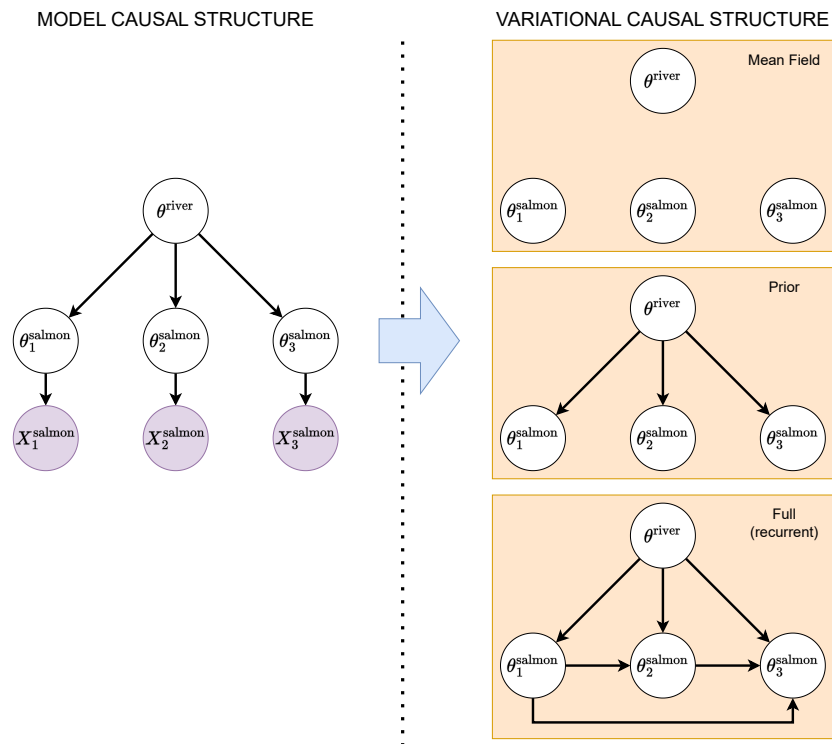 MODEL CAUSAL STRUCTURE
θ^river
θ_1^salmon θ_2^salmon θ_3^salmon
X_1^salmon X_2^salmon X_3^salmon
VARIATIONAL CAUSAL STRUCTURE
Mean Field
θ^river
θ_1^salmon θ_2^salmon θ_3^salmon
Prior
θ^river
θ_1^salmon θ_2^salmon θ_3^salmon
Full
(recurrent)
θ^river
θ_1^salmon θ_2^salmon θ_3^salmon